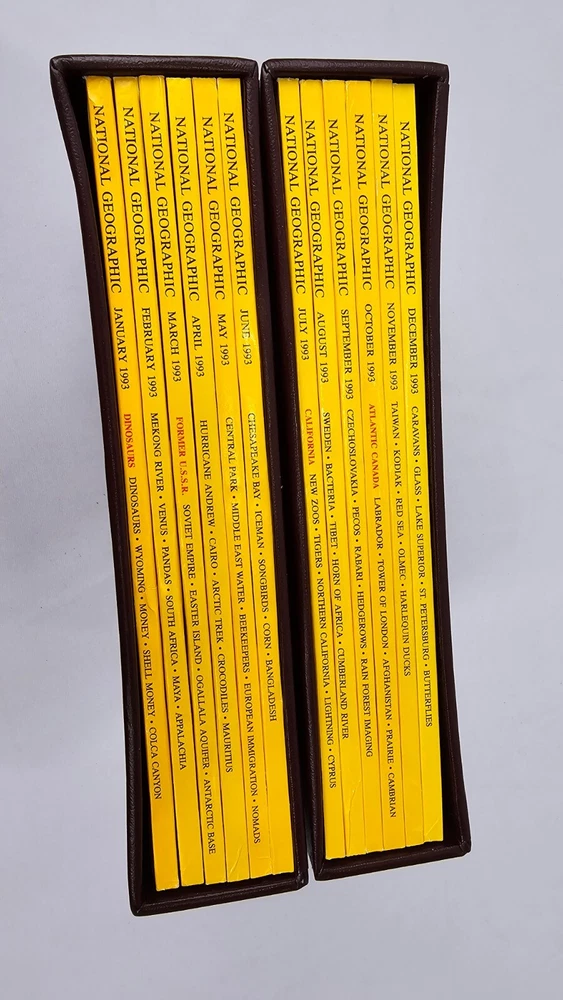 NATIONAL GEOGRAPHIC JANUARY 1993 DINOSAURS DINOSAURS • WYOMING • MONEY • SHELL MONEY • COLCA CANYON
NATIONAL GEOGRAPHIC FEBRUARY 1993 MEKONG RIVER • VENUS • PANDAS • SOUTH AFRICA • MAYA • APPALACHIA
NATIONAL GEOGRAPHIC MARCH 1993 FORMER U.S.S.R. SOVIET EMPIRE • EASTER ISLAND • OGALLALA AQUIFER • ANTARCTIC BASE
NATIONAL GEOGRAPHIC APRIL 1993 HURRICANE ANDREW • CAIRO • ARCTIC TREK • CROCODILES • MAURITIUS
NATIONAL GEOGRAPHIC MAY 1993 CENTRAL PARK • MIDDLE EAST WATER • BEEKEEPERS • EUROPEAN IMMIGRATION • NOMADS
NATIONAL GEOGRAPHIC JUNE 1993 CHESAPEAKE BAY • ICEMAN • SONGBIRDS • CORN • BANGLADESH
NATIONAL GEOGRAPHIC JULY 1993 CALIFORNIA NEW ZOOS • TIGERS • NORTHERN CALIFORNIA • LIGHTNING • CYPRUS
NATIONAL GEOGRAPHIC AUGUST 1993 SWEDEN • BACTERIA • TIBET • HORN OF AFRICA • CUMBERLAND RIVER
NATIONAL GEOGRAPHIC SEPTEMBER 1993 CZECHOSLOVAKIA • PECOS • RABARI • HEDGEROWS • RAIN FOREST IMAGING
NATIONAL GEOGRAPHIC OCTOBER 1993 ATLANTIC CANADA LABRADOR • TOWER OF LONDON • AFGHANISTAN • PRAIRIE • CAMBRIAN
NATIONAL GEOGRAPHIC NOVEMBER 1993 TAIWAN • KODIAK • RED SEA • OLMEC • HARLEQUIN DUCKS
NATIONAL GEOGRAPHIC DECEMBER 1993 CARAVANS • GLASS • LAKE SUPERIOR • ST. PETERSBURG • BUTTERFLIES